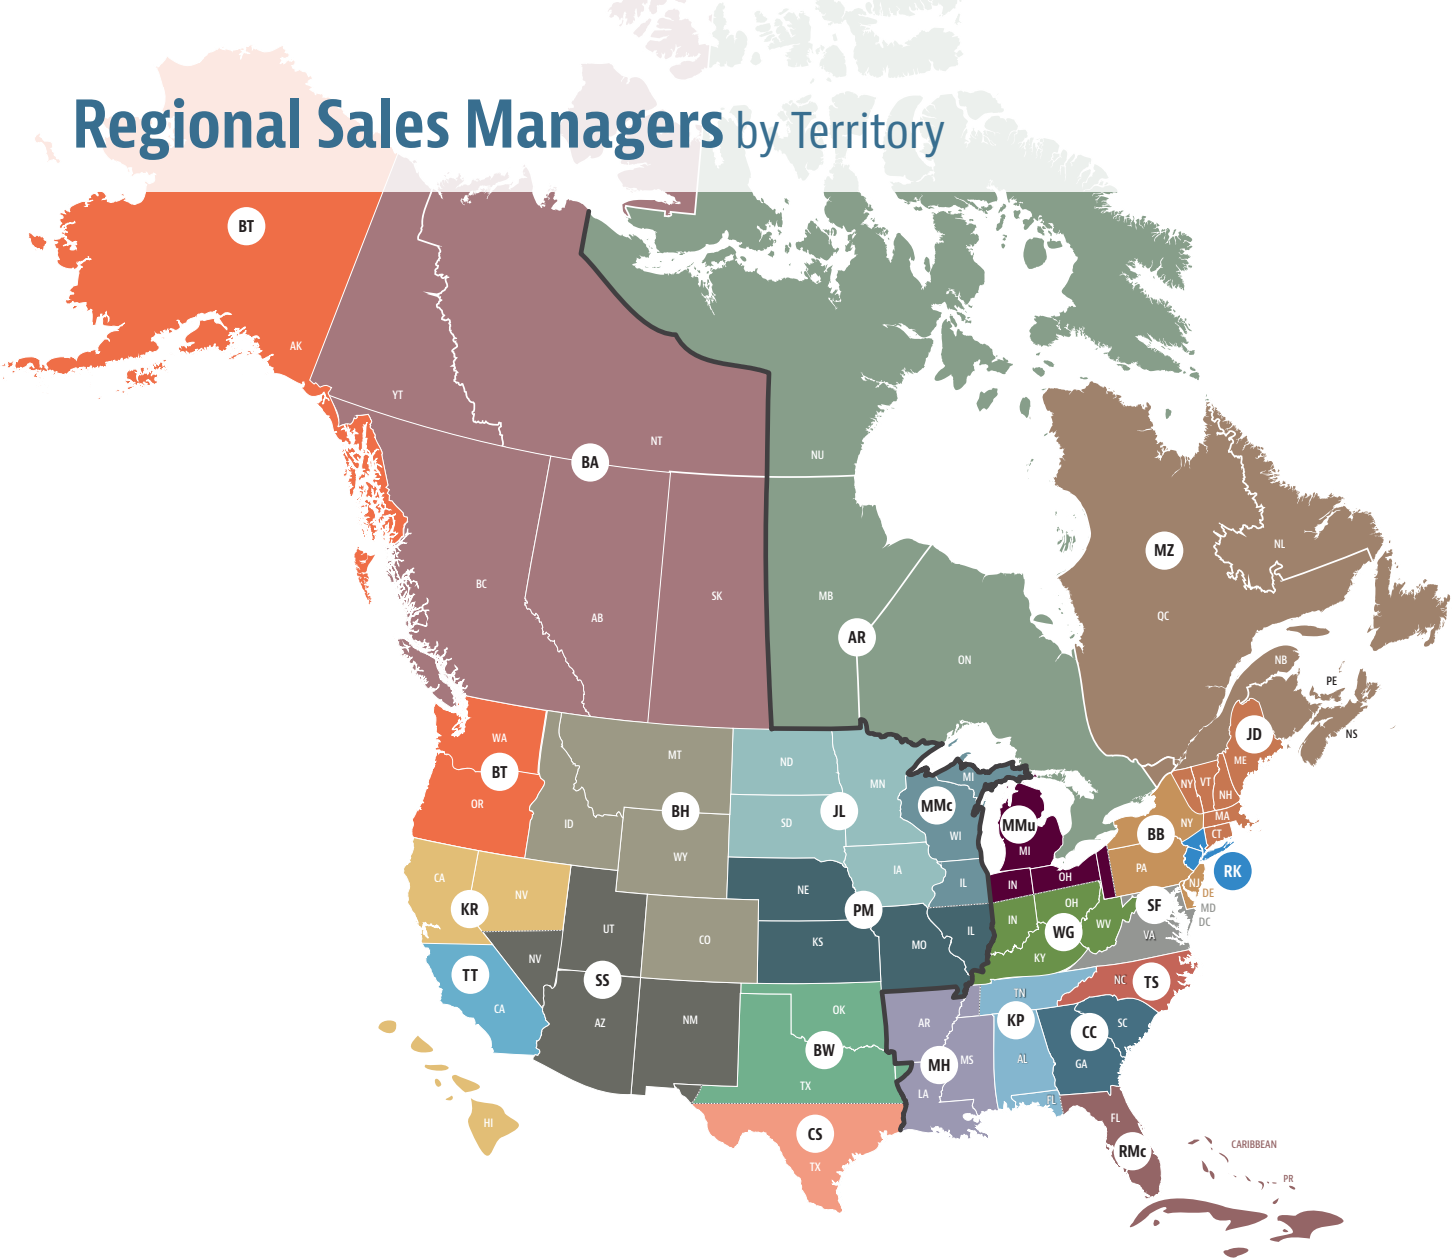 Regional Sales Managers by Territory
BT
AK
YT
NT
BA
NU
BC
AB
SK
MB
AR
ON
MZ
NL
QC
NB
PE
NS
WA
BT
OR
ID
MT
BH
WY
CO
ND
SD
MN
JL
IA
MI
MMc
WI
IL
MMu
MI
IN
OH
JD
ME
NY
VT
NH
MA
CT
NY
BB
PA
NJ
RK
DE
MD
DC
SF
VA
CA
NV
KR
HI
TT
CA
NV
UT
SS
AZ
NM
NE
PM
KS
MO
IL
OH
IN
WG
WV
KY
NC
TS
TN
KP
AL
FL
CC
SC
GA
OK
BW
TX
CS
TX
AR
MH
MS
LA
FL
RMc
CARIBBEAN
PR